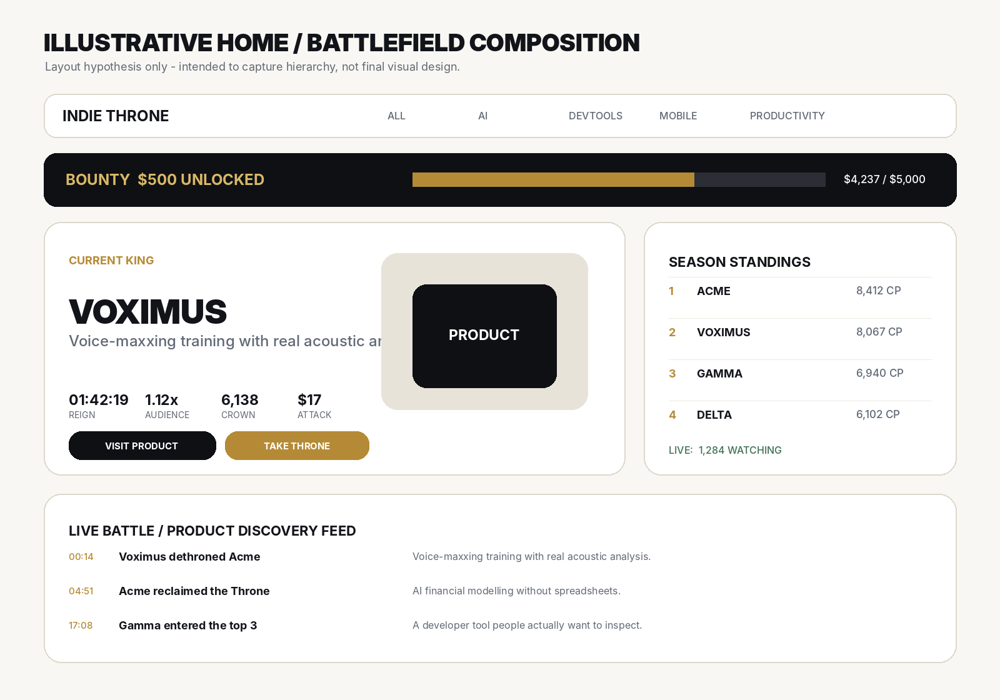 ILLUSTRATIVE HOME / BATTLEFIELD COMPOSITION
Layout hypothesis only - intended to capture hierarchy, not final visual design.
INDIE THRONE ALL AI DEVTOOLS MOBILE PRODUCTIVITY
BOUNTY $500 UNLOCKED $4,237 / $5,000
CURRENT KING
VOXIMUS
Voice-maxxing training with real acoustic
PRODUCT
01:42:19 1.12x 6,138 $17
REIGN AUDIENCE CROWN ATTACK
VISIT PRODUCT TAKE THRONE
SEASON STANDINGS
1 ACME 8,412 CP
2 VOXIMUS 8,067 CP
3 GAMMA 6,940 CP
4 DELTA 6,102 CP
LIVE: 1,284 WATCHING
LIVE BATTLE / PRODUCT DISCOVERY FEED
00:14 Voximus dethroned Acme Voice-maxxing training with real acoustic analysis.
04:51 Acme reclaimed the Throne AI financial modelling without spreadsheets.
17:08 Gamma entered the top 3 A developer tool people actually want to inspect.